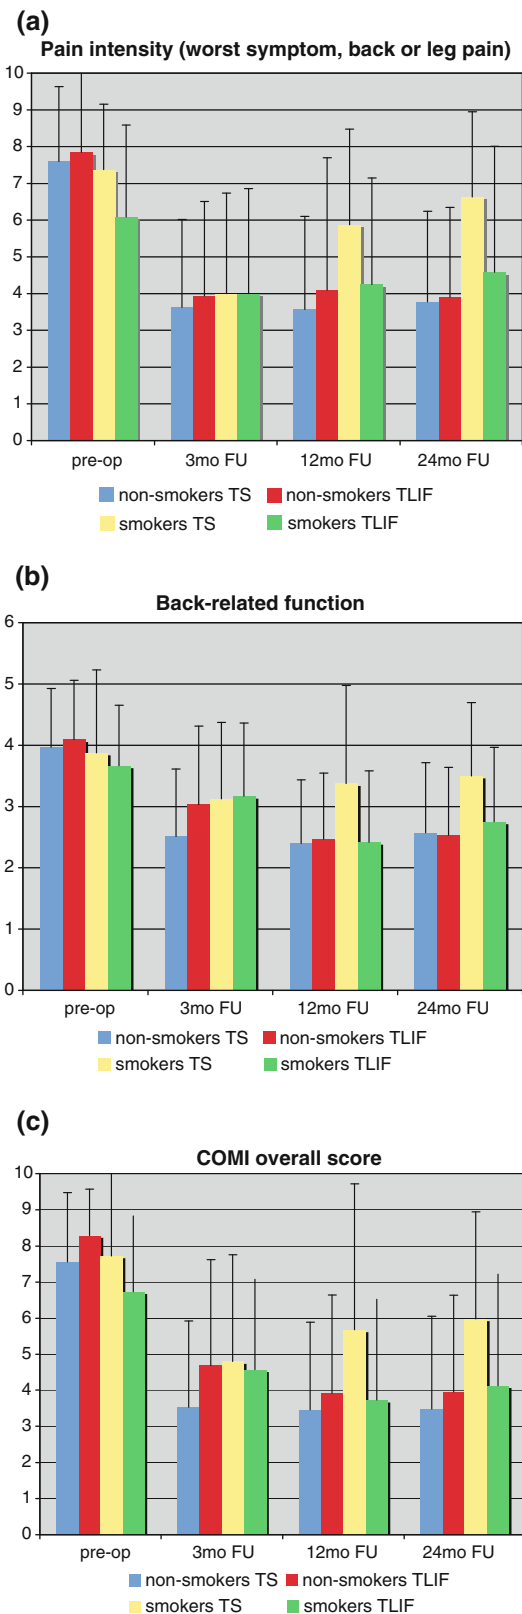 (a)
Pain intensity (worst symptom, back or leg pain)
10
9
8
7
6
5
4
3
2
1
0
pre-op 3mo FU 12mo FU 24mo FU
non-smokers TS non-smokers TLIF
smokers TS smokers TLIF
(b)
Back-related function
6
5
4
3
2
1
0
pre-op 3mo FU 12mo FU 24mo FU
non-smokers TS non-smokers TLIF
smokers TS smokers TLIF
(c)
COMI overall score
10
9
8
7
6
5
4
3
2
1
0
pre-op 3mo FU 12mo FU 24mo FU
non-smokers TS non-smokers TLIF
smokers TS smokers TLIF